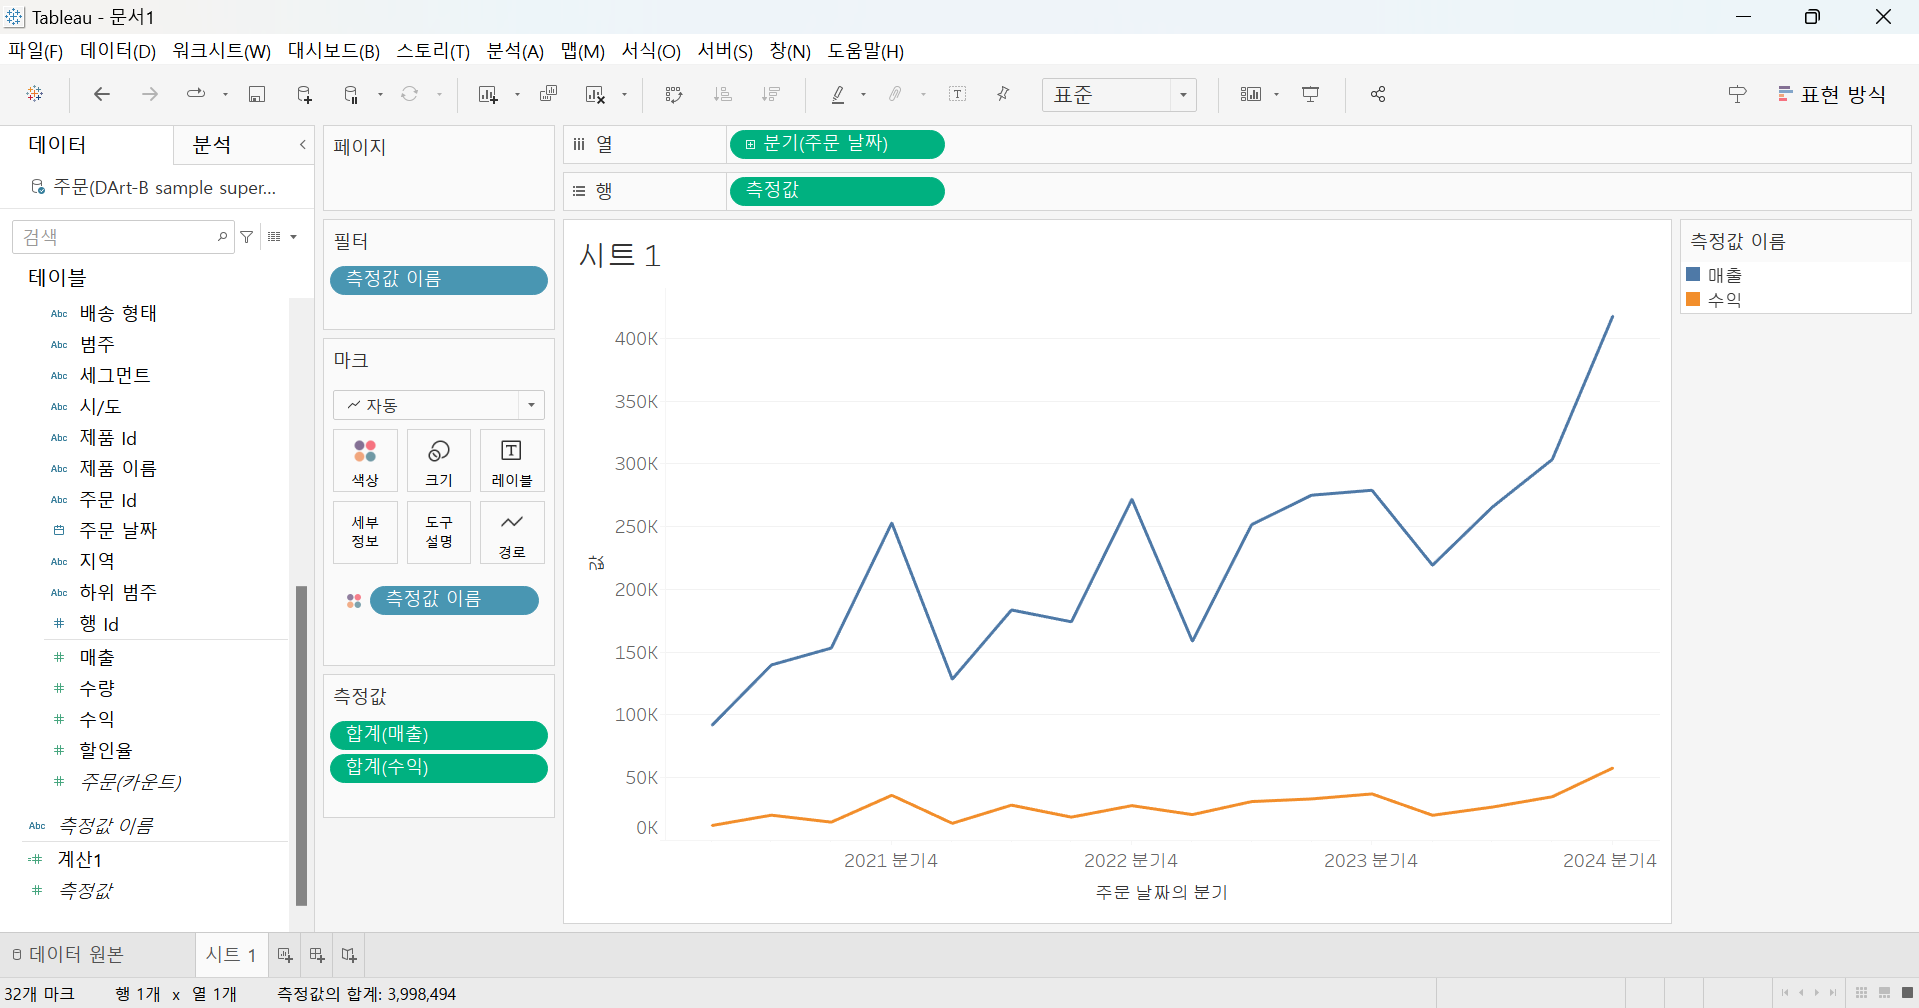 Tableau - 문서1
파일(F) 데이터(D) 워크시트(W) 대시보드(B) 스토리(T) 분석(A) 맵(M) 서식(O) 서버(S) 창(N) 도움말(H)
표준
표현 방식
데이터
분석
주문(DArt-B sample super...
검색
테이블
Abc 배송 형태
Abc 범주
Abc 세그먼트
Abc 시/도
Abc 제품 Id
Abc 제품 이름
Abc 주문 Id
주문 날짜
Abc 지역
Abc 하위 범주
# 행 Id
# 매출
# 수량
# 수익
# 할인율
# 주문(카운트)
Abc 측정값 이름
=# 계산1
# 측정값
페이지
필터
측정값 이름
마크
자동
색상
크기
레이블
세부 정보
도구 설명
경로
측정값 이름
측정값
합계(매출)
합계(수익)
열
분기(주문 날짜)
행
측정값
시트 1
400K
350K
300K
250K
200K
150K
100K
50K
0K
값
2021 분기4
2022 분기4
2023 분기4
2024 분기4
주문 날짜의 분기
측정값 이름
매출
수익
데이터 원본
시트 1
32개 마크 행 1개 x 열 1개 측정값의 합계: 3,998,494